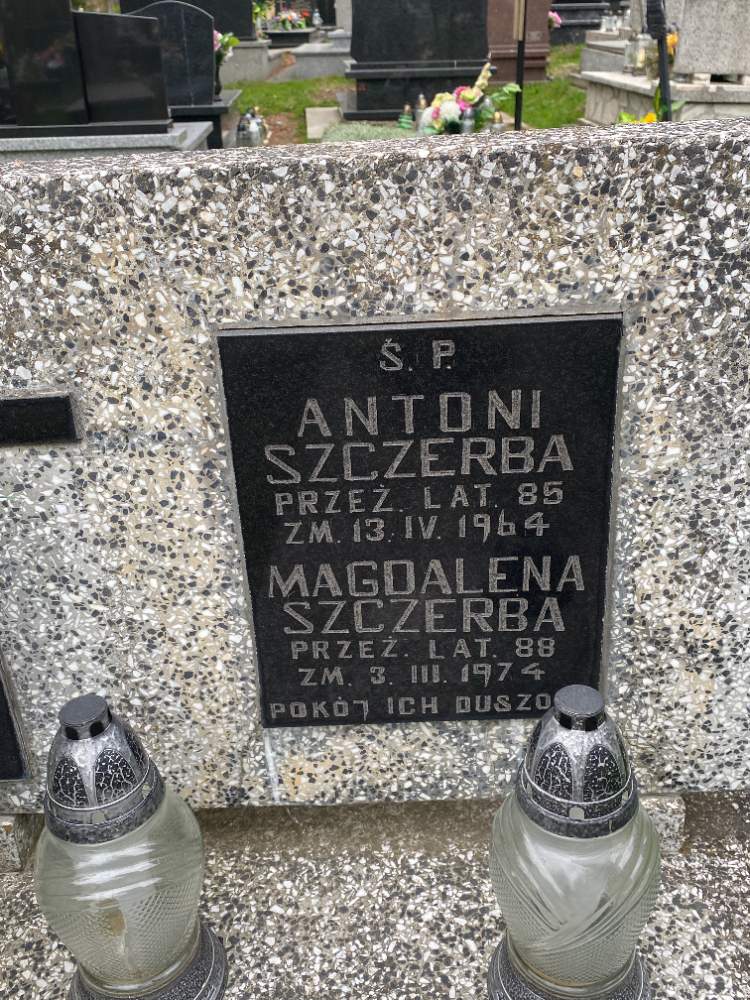 Ś. P.
ANTONI
SZCZERBA
PRZEŻ. LAT. 85
ZM. 13. IV. 1964
MAGDALENA
SZCZERBA
PRZEŻ. LAT. 88
ZM. 3. III. 1974
POKÓJ ICH DUSZO